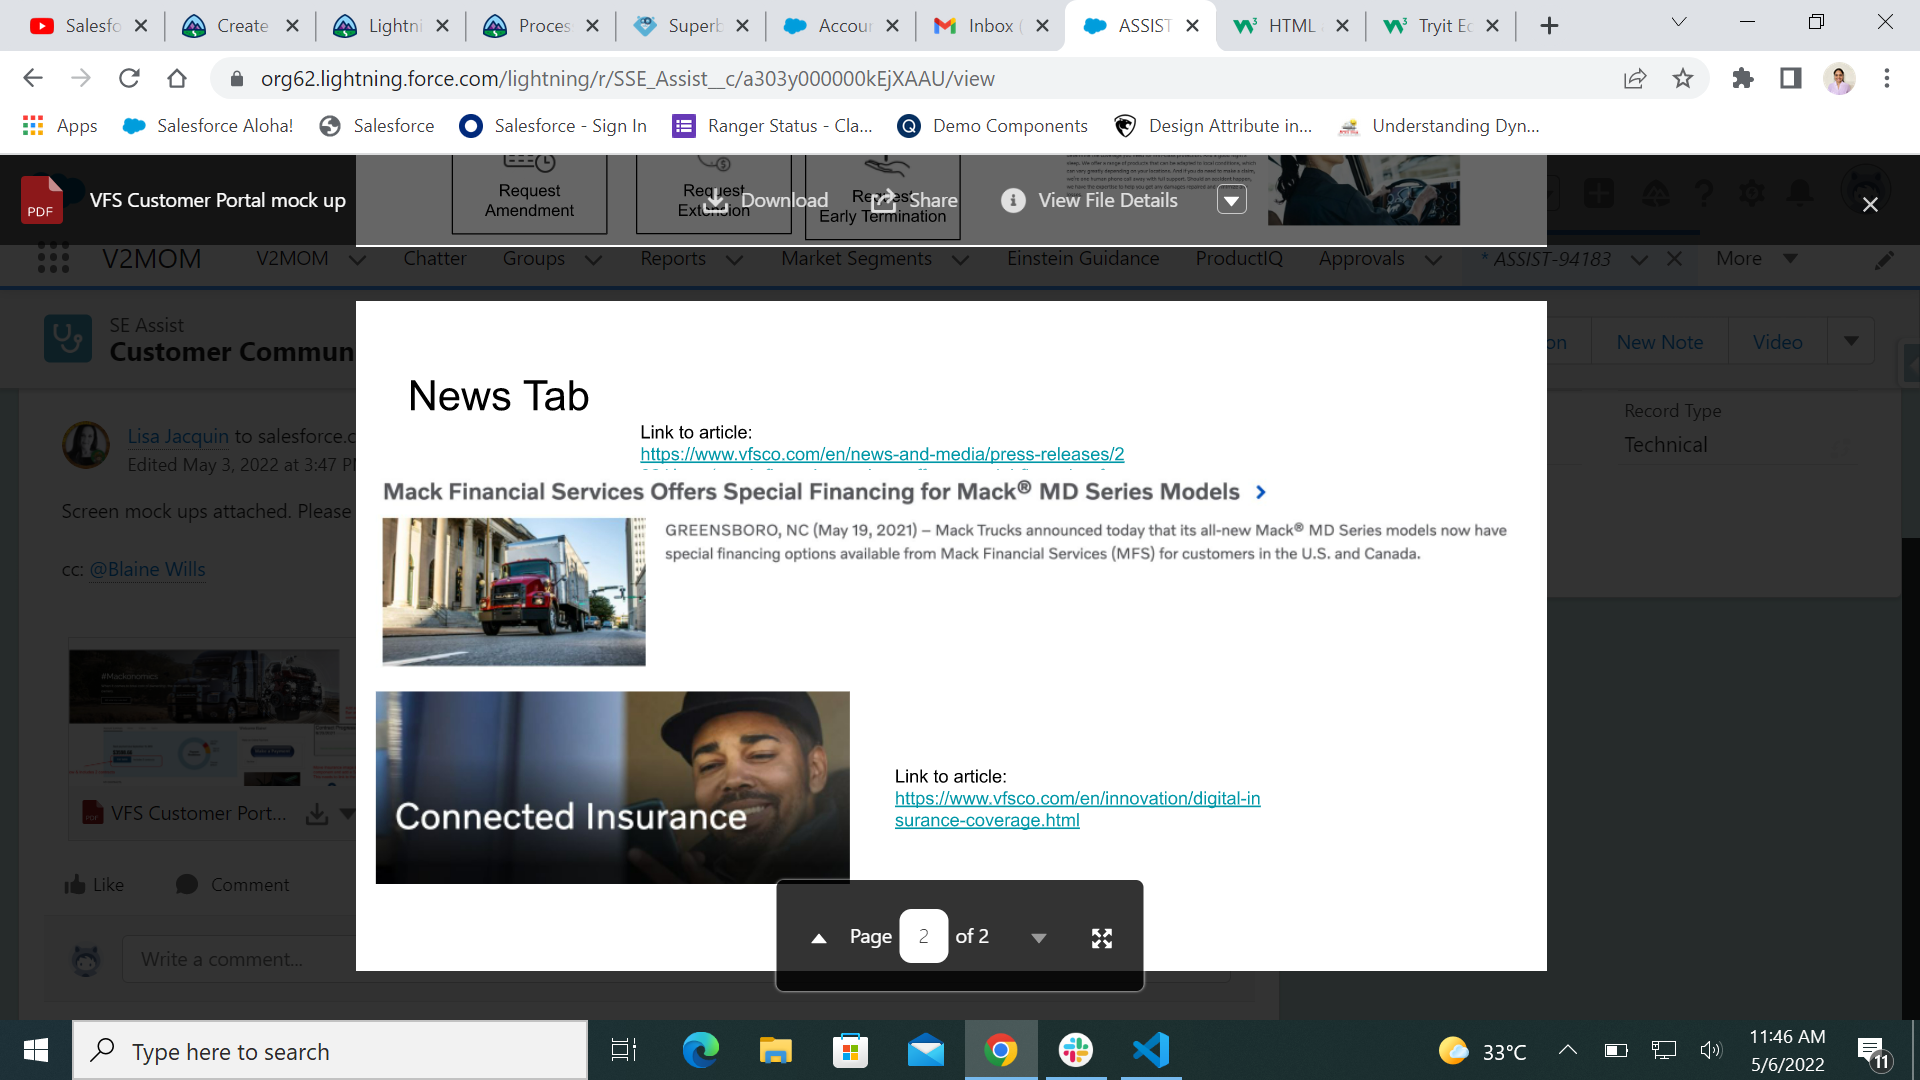 Salesfo
Create
Lightni
Proces
Superb
Accour
Inbox (
ASSIST
HTML
Tryit Ec
org62.lightning.force.com/lightning/r/SSE_Assist__c/a303y000000kEjXAAU/view
Apps
Salesforce Aloha!
Salesforce
Salesforce - Sign In
Ranger Status - Cla...
Demo Components
Design Attribute in...
Understanding Dyn...
PDF
VFS Customer Portal mock up
Request
Amendment
Request
Extension
Early Termination
Download
Share
View File Details
V2MOM
V2MOM
Chatter
Groups
Reports
Market Segments
Einstein Guidance
ProductIQ
Approvals
* ASSIST-94183
More
SE Assist
Customer Commun
on
New Note
Video
Lisa Jacquin to salesforce.c
Edited May 3, 2022 at 3:47 P
Screen mock ups attached. Please
cc: @Blaine Wills
Record Type
Technical
News Tab
Link to article:
https://www.vfsco.com/en/news-and-media/press-releases/2
Mack Financial Services Offers Special Financing for Mack® MD Series Models
GREENSBORO, NC (May 19, 2021) – Mack Trucks announced today that its all-new Mack® MD Series models now have
special financing options available from Mack Financial Services (MFS) for customers in the U.S. and Canada.
Connected Insurance
Link to article:
https://www.vfsco.com/en/innovation/digital-in
surance-coverage.html
#Mackonomics
VFS Customer Port...
Like
Comment
Write a comment...
Page 2 of 2
Type here to search
33°C
11:46 AM
5/6/2022
11